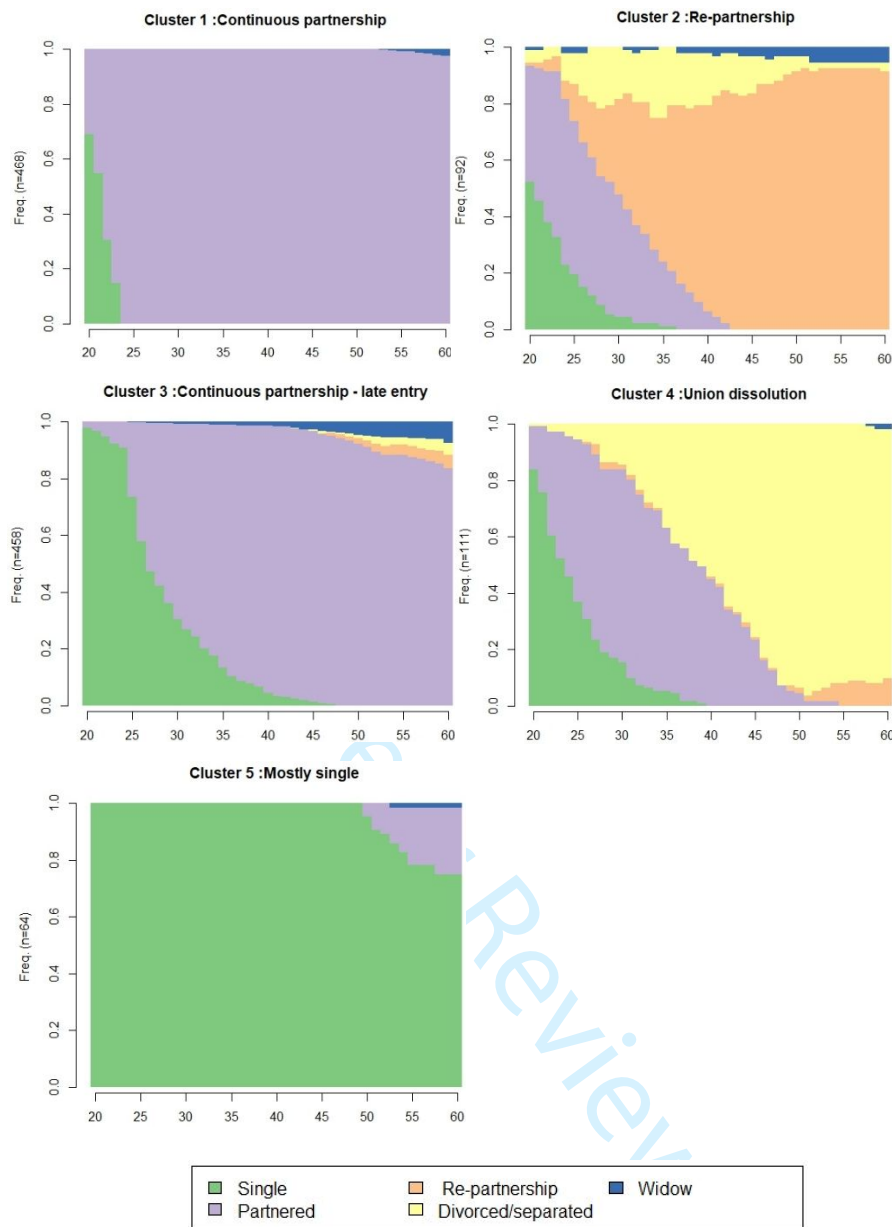 Cluster 1 :Continuous partnership
Freq. (n=468)
0.0 0.2 0.4 0.6 0.8 1.0
20 25 30 35 40 45 50 55 60
Cluster 2 :Re-partnership
Freq. (n=92)
0.0 0.2 0.4 0.6 0.8 1.0
20 25 30 35 40 45 50 55 60
Cluster 3 :Continuous partnership - late entry
Freq. (n=458)
0.0 0.2 0.4 0.6 0.8 1.0
20 25 30 35 40 45 50 55 60
Cluster 4 :Union dissolution
Freq. (n=111)
0.0 0.2 0.4 0.6 0.8 1.0
20 25 30 35 40 45 50 55 60
Cluster 5 :Mostly single
Freq. (n=64)
0.0 0.2 0.4 0.6 0.8 1.0
20 25 30 35 40 45 50 55 60
Review
Single Re-partnership Widow
Partnered Divorced/separated